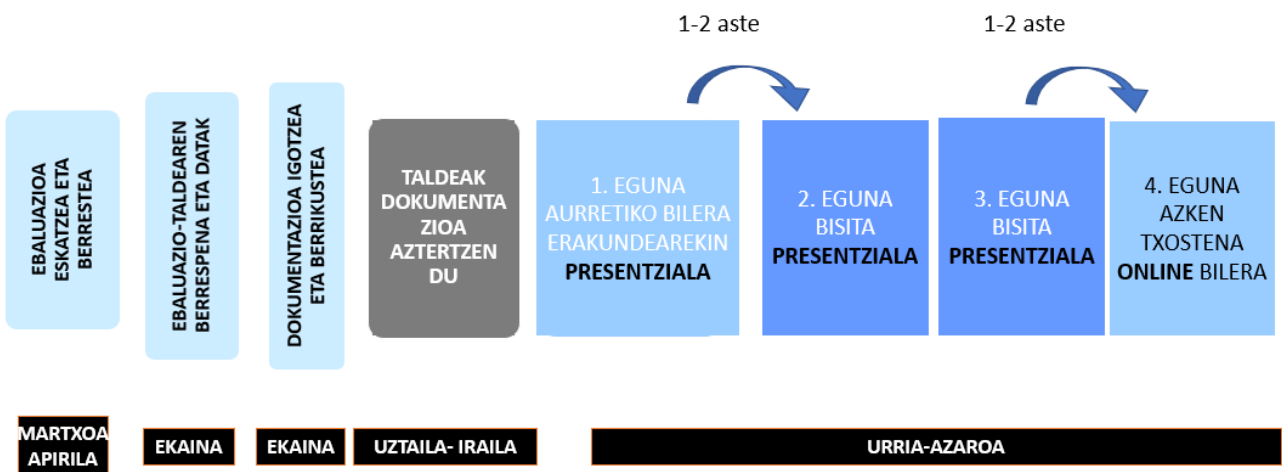 1-2 aste
1-2 aste
EBALUAZIOA
ESKATZEA ETA
BERRESTEA
EBALUAZIO-TALDEAREN
BERRESPENA ETA DATAK
DOKUMENTAZIOA IGOTZEA
ETA BERRIKUSTEA
TALDEAK
DOKUMENTA
ZIOA
AZTERTZEN
DU
1. EGUNA
AURRETIKO BILERA
ERAKUNDEAREKIN
PRESENTZIALA
2. EGUNA
BISITA
PRESENTZIALA
3. EGUNA
BISITA
PRESENTZIALA
4. EGUNA
AZKEN
TXOSTENA
ONLINE BILERA
MARTXOA
APIRILA
EKAINA
EKAINA
UZTAILA- IRAILA
URRIA-AZAROA